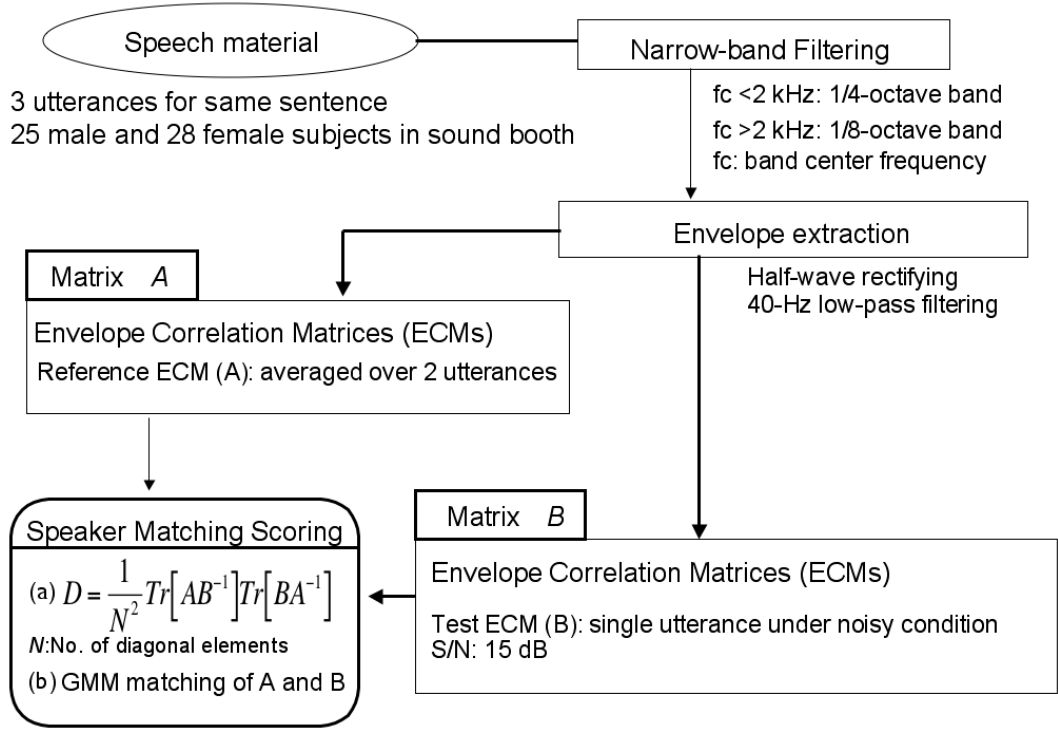 Speech material
Narrow-band Filtering
3 utterances for same sentence
25 male and 28 female subjects in sound booth
fc <2 kHz: 1/4-octave band
fc >2 kHz: 1/8-octave band
fc: band center frequency
Envelope extraction
Half-wave rectifying
40-Hz low-pass filtering
Matrix A
Envelope Correlation Matrices (ECMs)
Reference ECM (A): averaged over 2 utterances
Speaker Matching Scoring
(a) D = 1/N² Tr[AB⁻¹]Tr[BA⁻¹]
N:No. of diagonal elements
(b) GMM matching of A and B
Matrix B
Envelope Correlation Matrices (ECMs)
Test ECM (B): single utterance under noisy condition
S/N: 15 dB